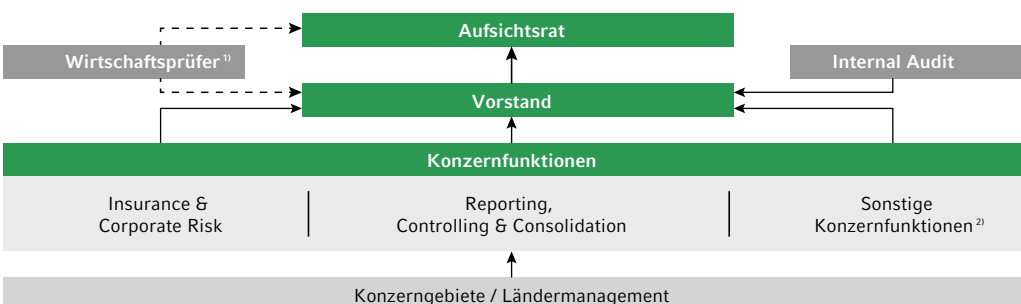 Aufsichtsrat
Wirtschaftsprüfer 1)
Internal Audit
Vorstand
Konzernfunktionen
Insurance &
Corporate Risk
Reporting,
Controlling & Consolidation
Sonstige
Konzernfunktionen 2)
Konzerngebiete / Ländermanagement